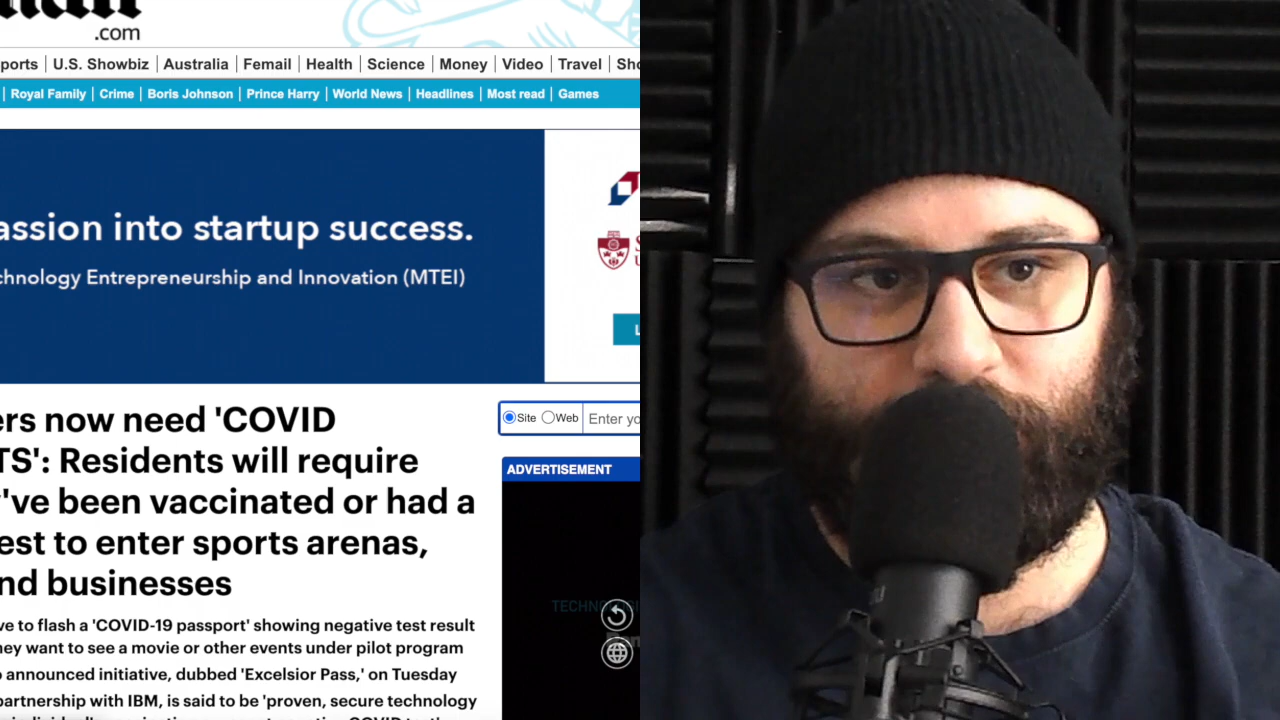 .com
ports U.S. Showbiz Australia Femail Health Science Money Video Travel
Royal Family Crime Boris Johnson Prince Harry World News Headlines Most read Games
assion into startup success.
chnology Entrepreneurship and Innovation (MTEI)
ers now need 'COVID
TS': Residents will require
've been vaccinated or had a
est to enter sports arenas,
nd businesses
Site Web Enter yo
ADVERTISEMENT
ve to flash a 'COVID-19 passport' showing negative test result
hey want to see a movie or other events under pilot program
announced initiative, dubbed 'Excelsior Pass,' on Tuesday
partnership with IBM, is said to be 'proven, secure technology